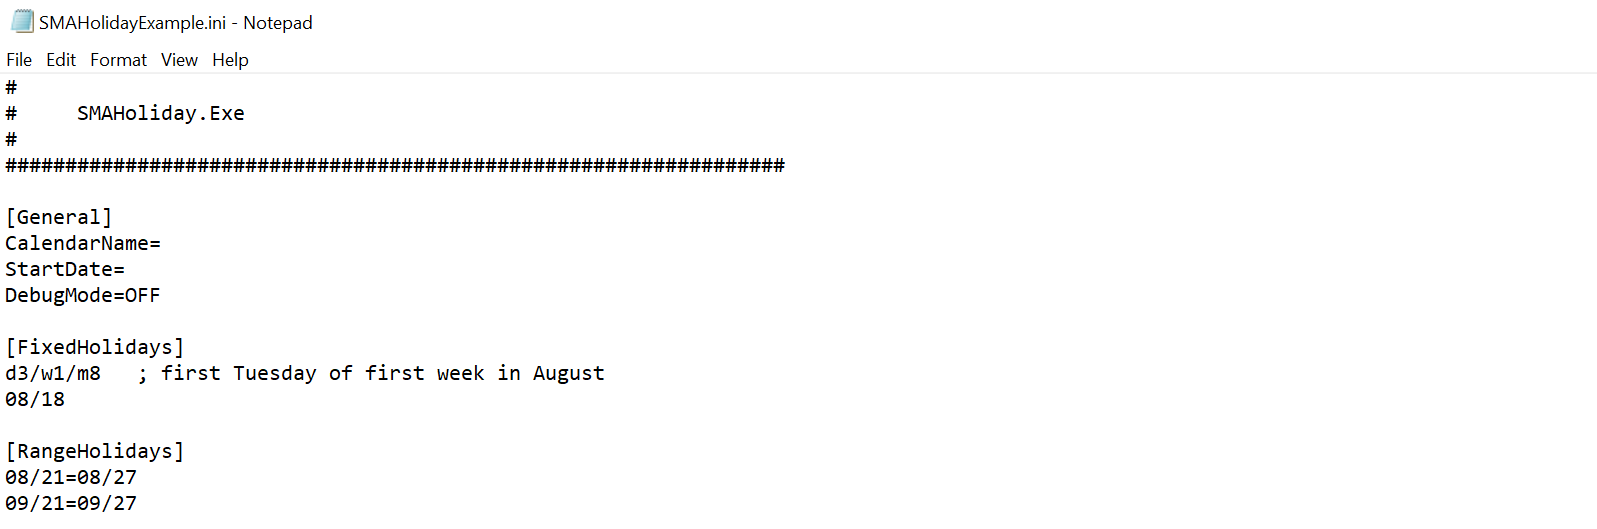 SMAHolidayExample.ini - Notepad
File Edit Format View Help
#
#     SMAHoliday.Exe
#
#################################################################
[General]
CalendarName=
StartDate=
DebugMode=OFF
[FixedHolidays]
d3/w1/m8   ; first Tuesday of first week in August
08/18
[RangeHolidays]
08/21=08/27
09/21=09/27